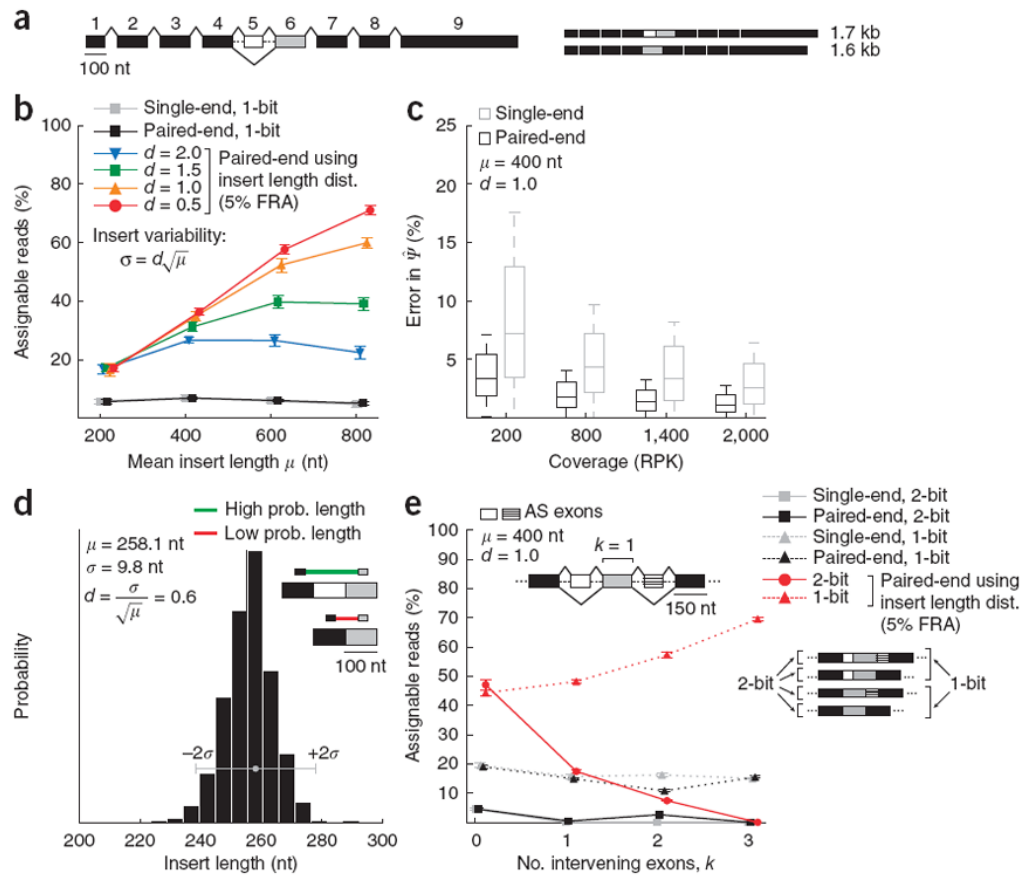 a
1 2 3 4 5 6 7 8 9
100 nt
1.7 kb
1.6 kb
b
Single-end, 1-bit
Paired-end, 1-bit
d = 2.0
d = 1.5
d = 1.0
d = 0.5
Paired-end using
insert length dist.
(5% FRA)
Insert variability:
σ = d√μ
Assignable reads (%)
100
80
60
40
20
200 400 600 800
Mean insert length μ (nt)
c
Single-end
Paired-end
μ = 400 nt
d = 1.0
Error in Ψ̂ (%)
25
20
15
10
5
200 800 1,400 2,000
Coverage (RPK)
d
High prob. length
Low prob. length
μ = 258.1 nt
σ = 9.8 nt
d = σ/√μ = 0.6
100 nt
−2σ +2σ
Probability
200 220 240 260 280 300
Insert length (nt)
e
AS exons
μ = 400 nt
d = 1.0
k = 1
150 nt
Single-end, 2-bit
Paired-end, 2-bit
Single-end, 1-bit
Paired-end, 1-bit
2-bit
1-bit
Paired-end using
insert length dist.
(5% FRA)
2-bit
1-bit
Assignable reads (%)
100
90
80
70
60
50
40
30
20
10
0 1 2 3
No. intervening exons, k